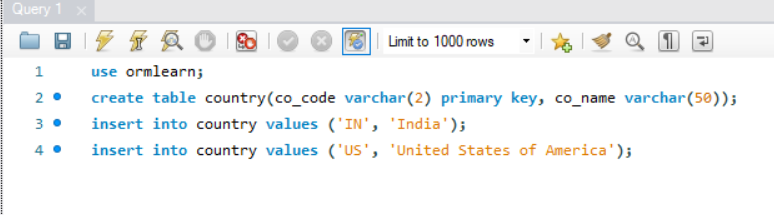 Query 1
Limit to 1000 rows
1 use ormlearn;
2 create table country(co_code varchar(2) primary key, co_name varchar(50));
3 insert into country values ('IN', 'India');
4 insert into country values ('US', 'United States of America');